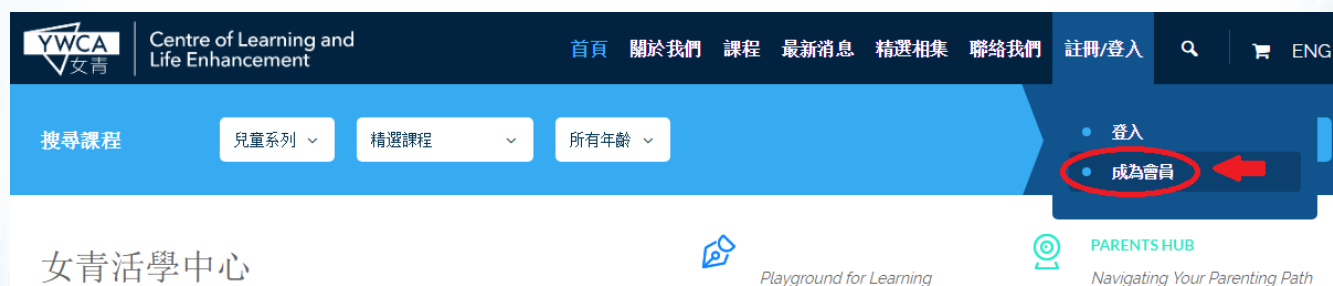 YWCA
女青
Centre of Learning and
Life Enhancement
首頁 關於我們 課程 最新消息 精選相集 聯絡我們 註冊/登入 ENG
搜尋課程 兒童系列 精選課程 所有年齡
登入
成為會員
女青活學中心
Playground for Learning
PARENTS HUB
Navigating Your Parenting Path